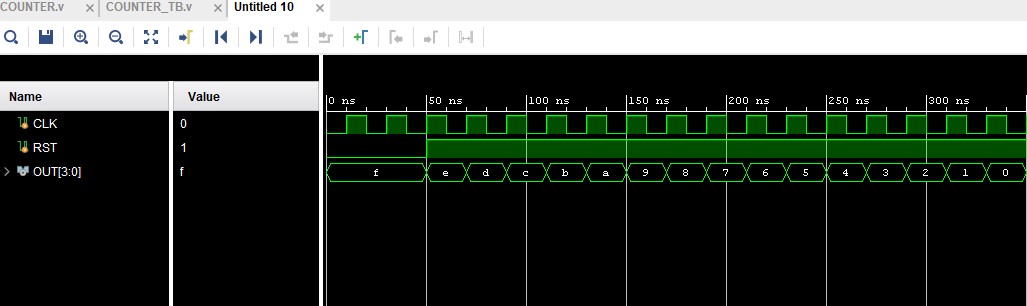 COUNTER.v × COUNTER_TB.v × Untitled 10 ×
Name Value
0 ns 50 ns 100 ns 150 ns 200 ns 250 ns 300 ns
CLK 0
RST 1
OUT[3:0] f f e d c b a 9 8 7 6 5 4 3 2 1 0